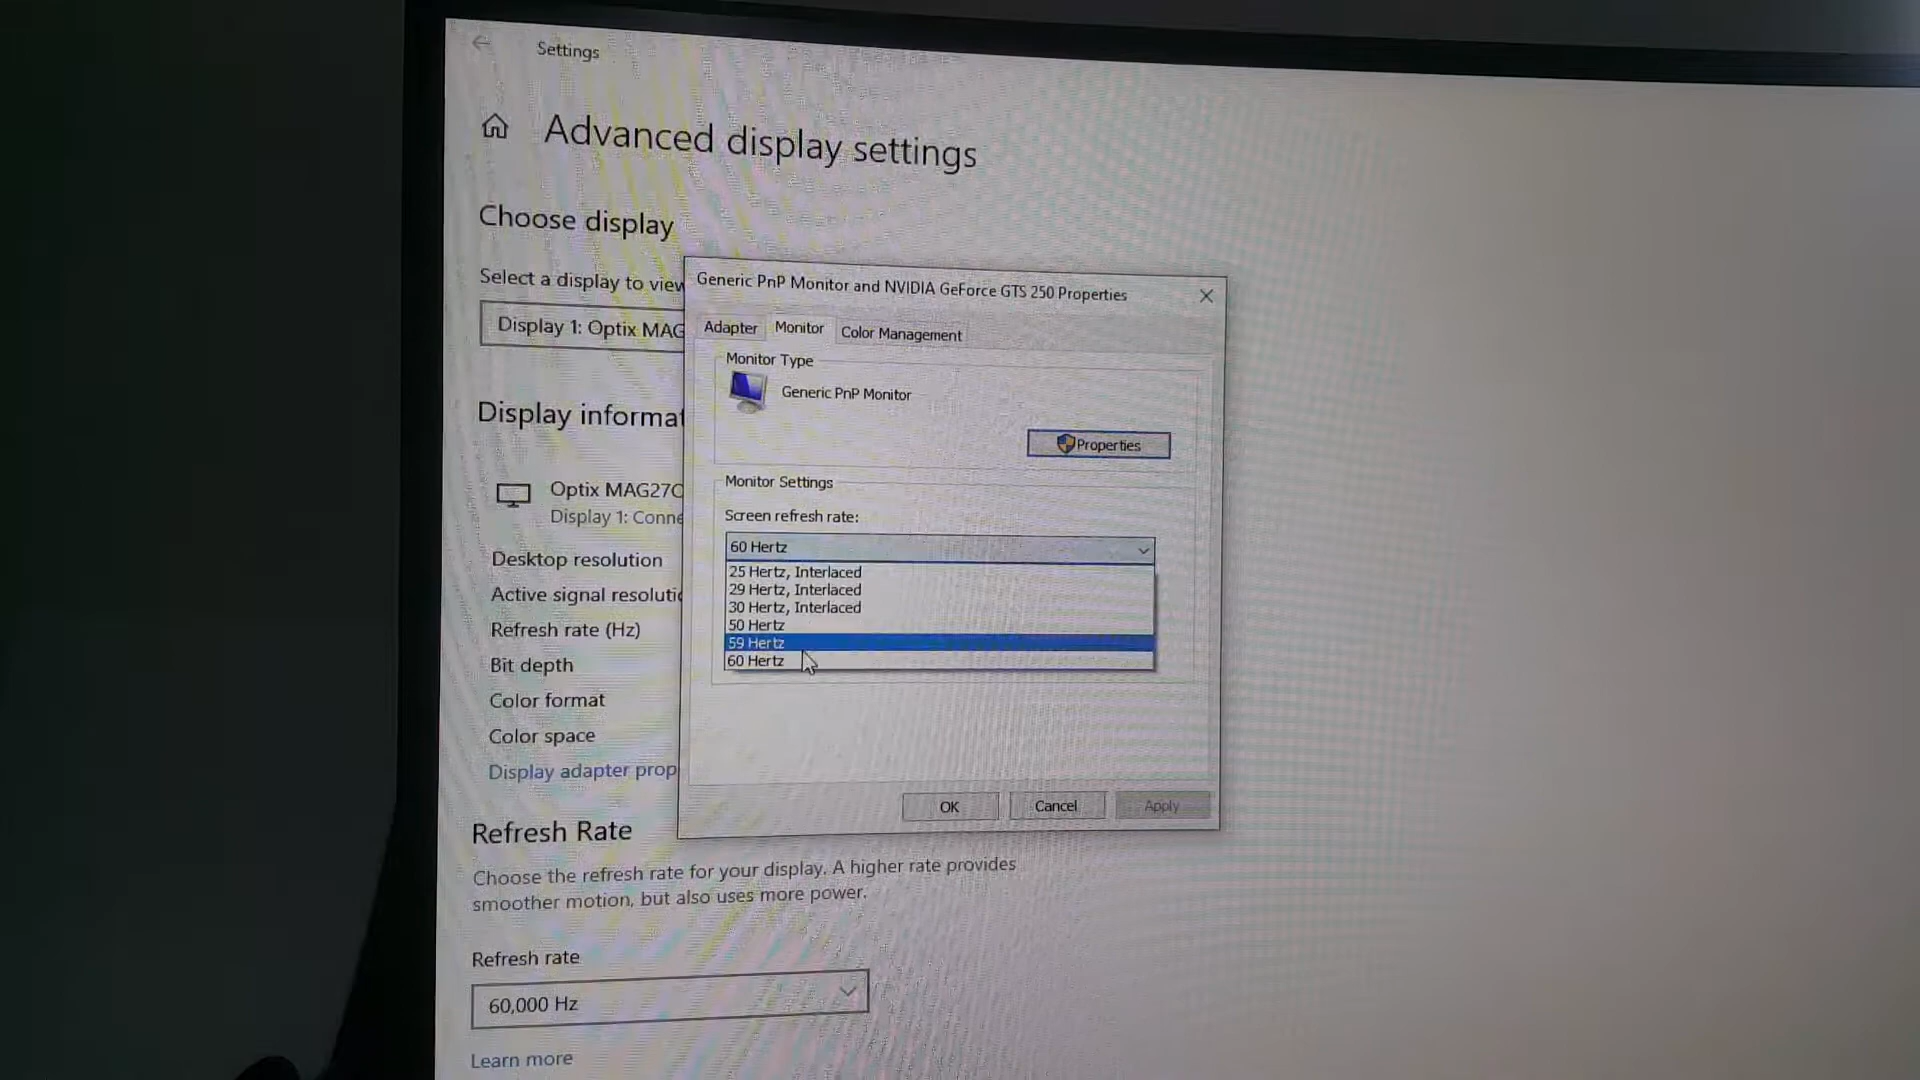 Settings
Advanced display settings
Choose display
Select a display to view
Display 1: Optix MAG
Display informat
Optix MAG27C
Display 1: Conne
Desktop resolution
Active signal resolutio
Refresh rate (Hz)
Bit depth
Color format
Color space
Display adapter prop
Refresh Rate
Choose the refresh rate for your display. A higher rate provides
smoother motion, but also uses more power.
Refresh rate
60,000 Hz
Learn more
Generic PnP Monitor and NVIDIA GeForce GTS 250 Properties
Adapter Monitor Color Management
Monitor Type
Generic PnP Monitor
Properties
Monitor Settings
Screen refresh rate:
60 Hertz
25 Hertz, Interlaced
29 Hertz, Interlaced
30 Hertz, Interlaced
50 Hertz
59 Hertz
60 Hertz
OK Cancel Apply